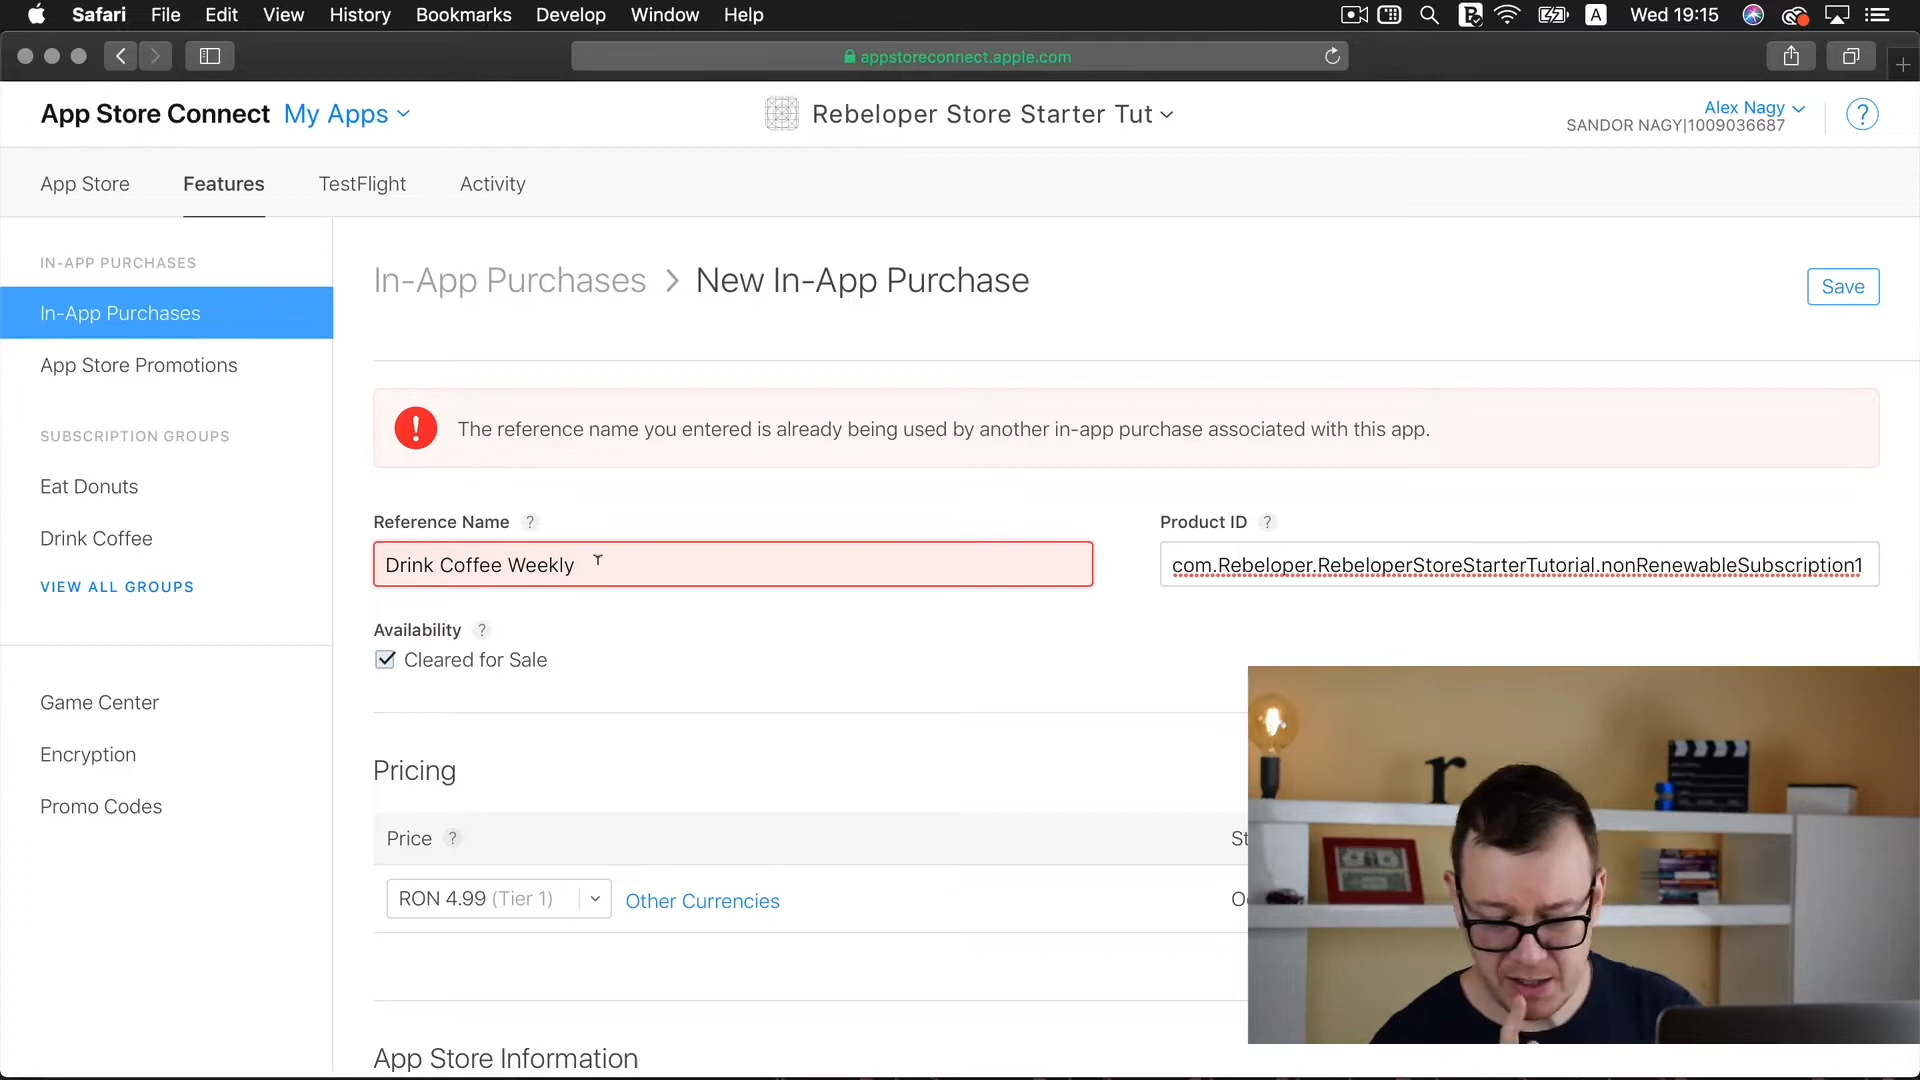 Safari File Edit View History Bookmarks Develop Window Help A Wed 19:15
appstoreconnect.apple.com
App Store Connect My Apps Rebeloper Store Starter Tut Alex Nagy
SANDOR NAGY|1009036687 ?
App Store Features TestFlight Activity
IN-APP PURCHASES
In-App Purchases
App Store Promotions
SUBSCRIPTION GROUPS
Eat Donuts
Drink Coffee
VIEW ALL GROUPS
Game Center
Encryption
Promo Codes
In-App Purchases > New In-App Purchase
Save
! The reference name you entered is already being used by another in-app purchase associated with this app.
Reference Name ? Product ID ?
Drink Coffee Weekly com.Rebeloper.RebeloperStoreStarterTutorial.nonRenewableSubscription1
Availability ?
Cleared for Sale
Pricing
Price ? St
RON 4.99 (Tier 1) Other Currencies
App Store Information
r